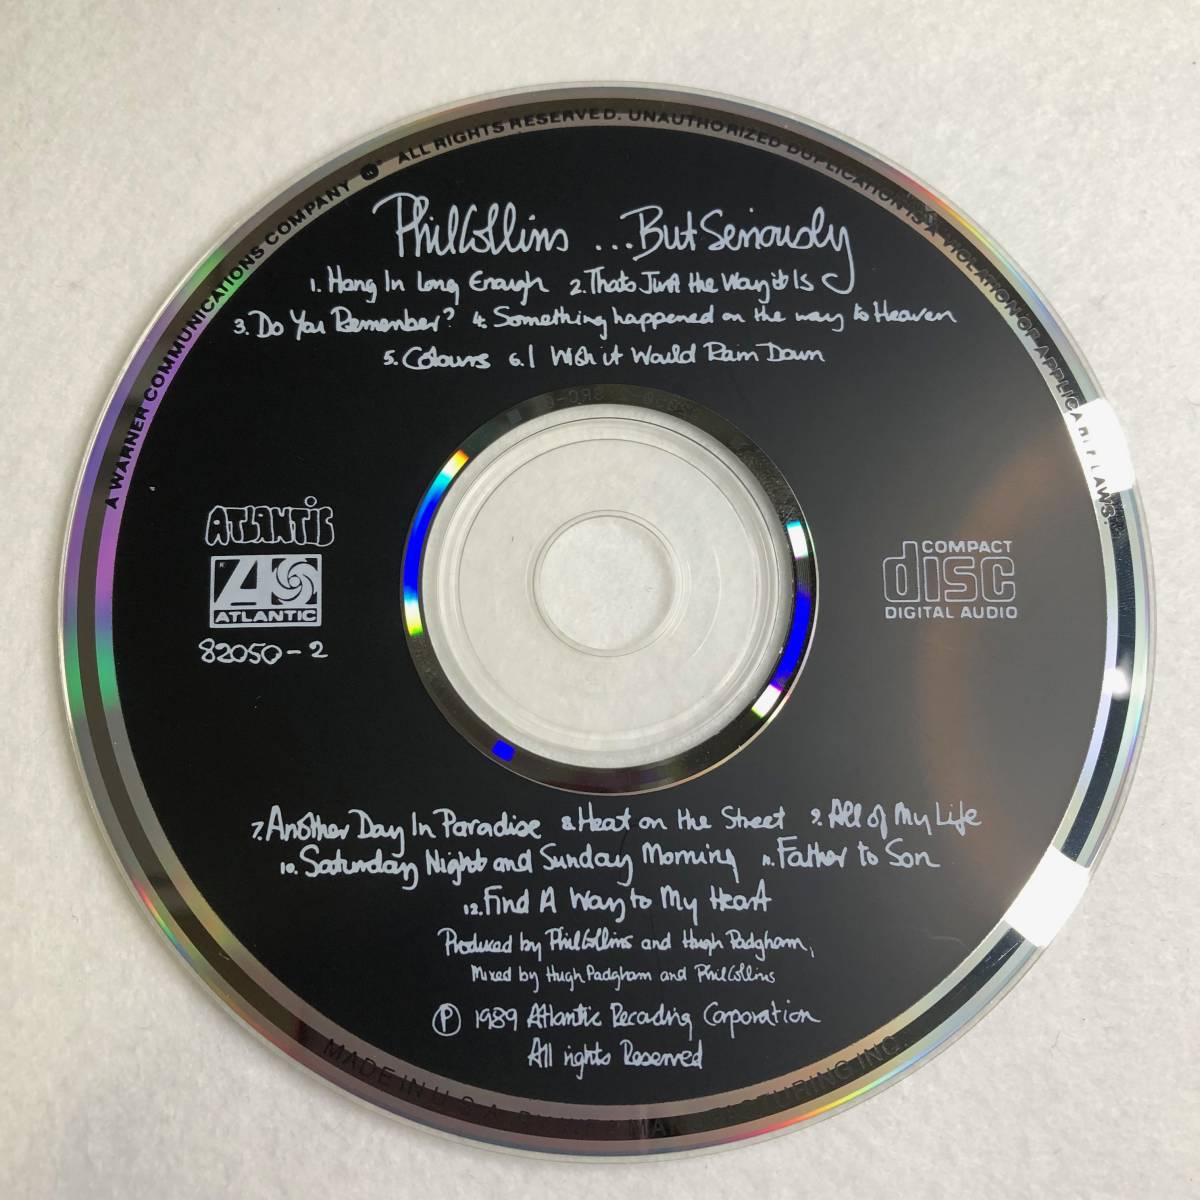 A WARNER COMMUNICATIONS COMPANY ALL RIGHTS RESERVED. UNAUTHORIZED DUPLICATION IS A VIOLATION OF APPLICABLE LAWS.
Phil Collins ...But Seriously
1. Hang In Long Enough 2. Thats Just the Way it Is
3. Do You Remember? 4. Something happened on the way to Heaven
5. Colours 6. I Wish it Would Rain Down
ATLANTIC
ATLANTIC
82050-2
COMPACT
disc
DIGITAL AUDIO
7. Another Day In Paradise 8. Heat on the Street 9. All of My Life
10. Saturday Night and Sunday Morning 11. Father to Son
12. Find A Way to My Heart
Produced by Phil Collins and Hugh Padgham,
Mixed by Hugh Padgham and Phil Collins
Ⓟ 1989 Atlantic Recording Corporation
All rights Reserved
MADE IN U.S.A. INC.